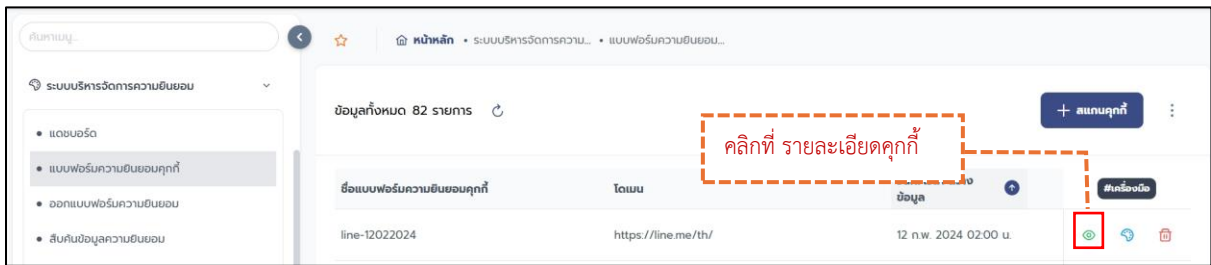 ค้นหาเมนู...
หน้าหลัก • ระบบบริหารจัดการความ... • แบบฟอร์มความยินยอม...
ระบบบริหารจัดการความยินยอม
• แดชบอร์ด
• แบบฟอร์มความยินยอมคุกกี้
• ออกแบบฟอร์มความยินยอม
• สืบค้นข้อมูลความยินยอม
ข้อมูลทั้งหมด 82 รายการ
+ สแกนคุกกี้
คลิกที่ รายละเอียดคุกกี้
ชื่อแบบฟอร์มความยินยอมคุกกี้
โดเมน
ข้อมูล
#เครื่องมือ
line-12022024
https://line.me/th/
12 ก.พ. 2024 02:00 น.